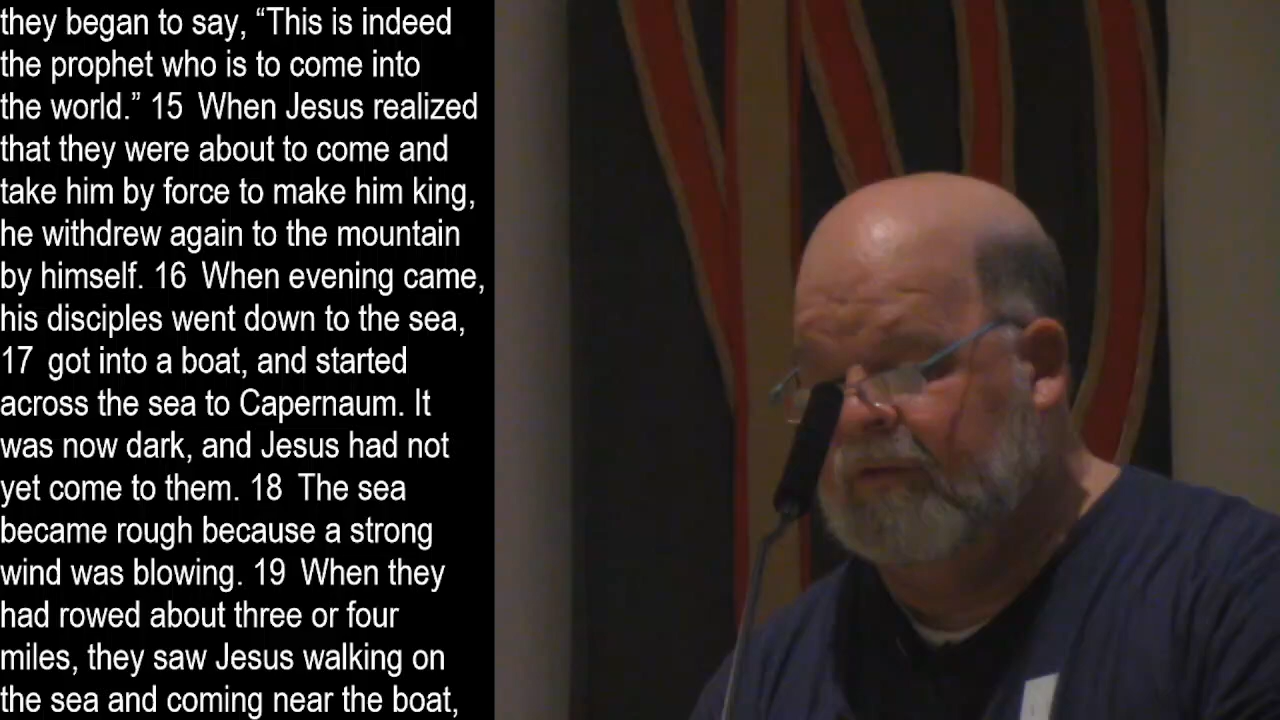 they began to say, “This is indeed
the prophet who is to come into
the world.” 15  When Jesus realized
that they were about to come and
take him by force to make him king,
he withdrew again to the mountain
by himself. 16  When evening came,
his disciples went down to the sea,
17  got into a boat, and started
across the sea to Capernaum. It
was now dark, and Jesus had not
yet come to them. 18  The sea
became rough because a strong
wind was blowing. 19  When they
had rowed about three or four
miles, they saw Jesus walking on
the sea and coming near the boat,